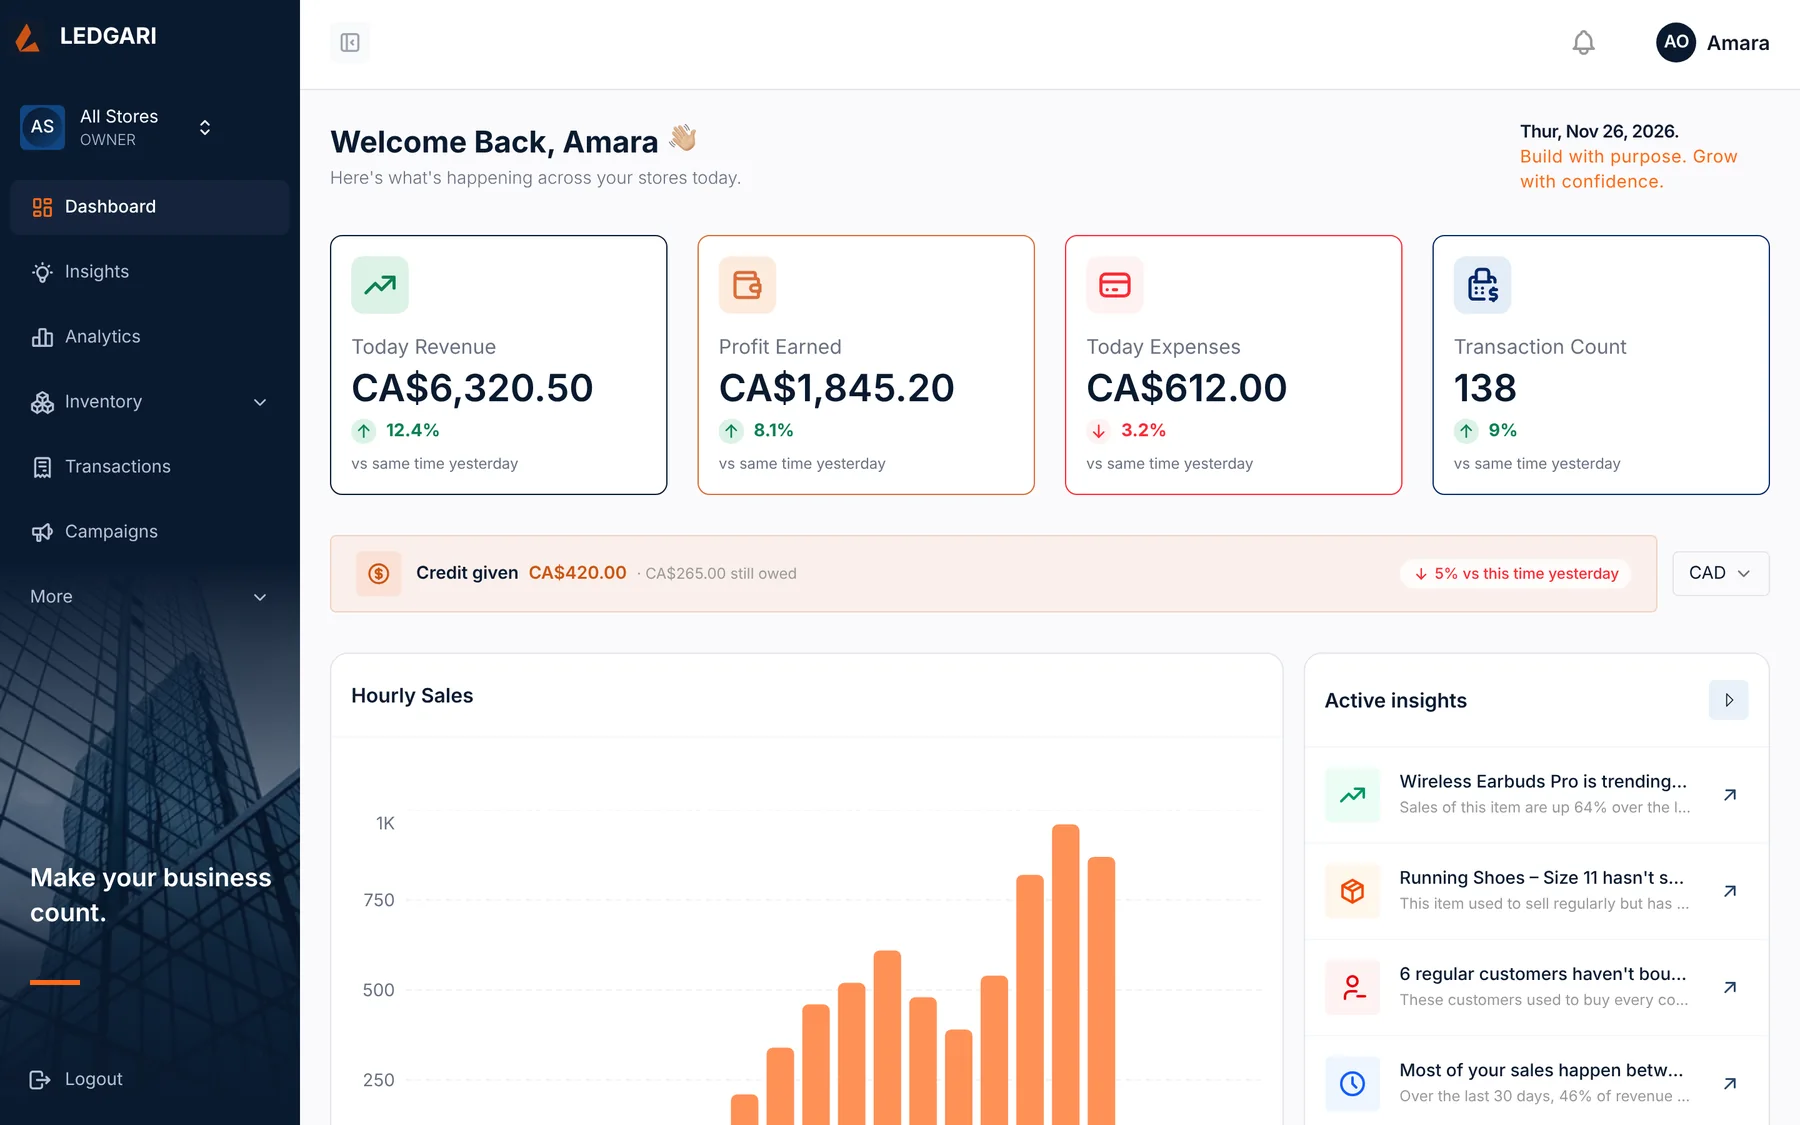 LEDGARI
AS
All Stores
OWNER
Dashboard
Insights
Analytics
Inventory
Transactions
Campaigns
More
Make your business
count.
Logout
AO
Amara
Welcome Back, Amara 👋🏼
Here's what's happening across your stores today.
Thur, Nov 26, 2026.
Build with purpose. Grow
with confidence.
Today Revenue
CA$6,320.50
↑ 12.4%
vs same time yesterday
Profit Earned
CA$1,845.20
↑ 8.1%
vs same time yesterday
Today Expenses
CA$612.00
↓ 3.2%
vs same time yesterday
Transaction Count
138
↑ 9%
vs same time yesterday
Credit given CA$420.00 · CA$265.00 still owed
↓ 5% vs this time yesterday
CAD
Hourly Sales
1K
750
500
250
Active insights
Wireless Earbuds Pro is trending...
Sales of this item are up 64% over the l...
Running Shoes – Size 11 hasn't s...
This item used to sell regularly but has ...
6 regular customers haven't bou...
These customers used to buy every co...
Most of your sales happen betw...
Over the last 30 days, 46% of revenue ...